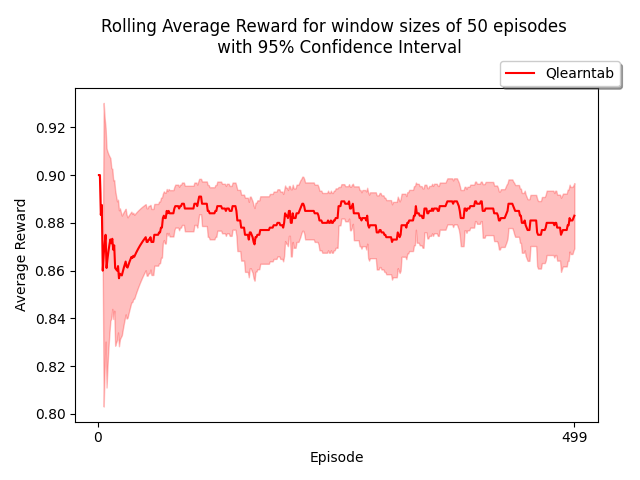 Rolling Average Reward for window sizes of 50 episodes
with 95% Confidence Interval
Qlearntab
Average Reward
0.92
0.90
0.88
0.86
0.84
0.82
0.80
0
499
Episode